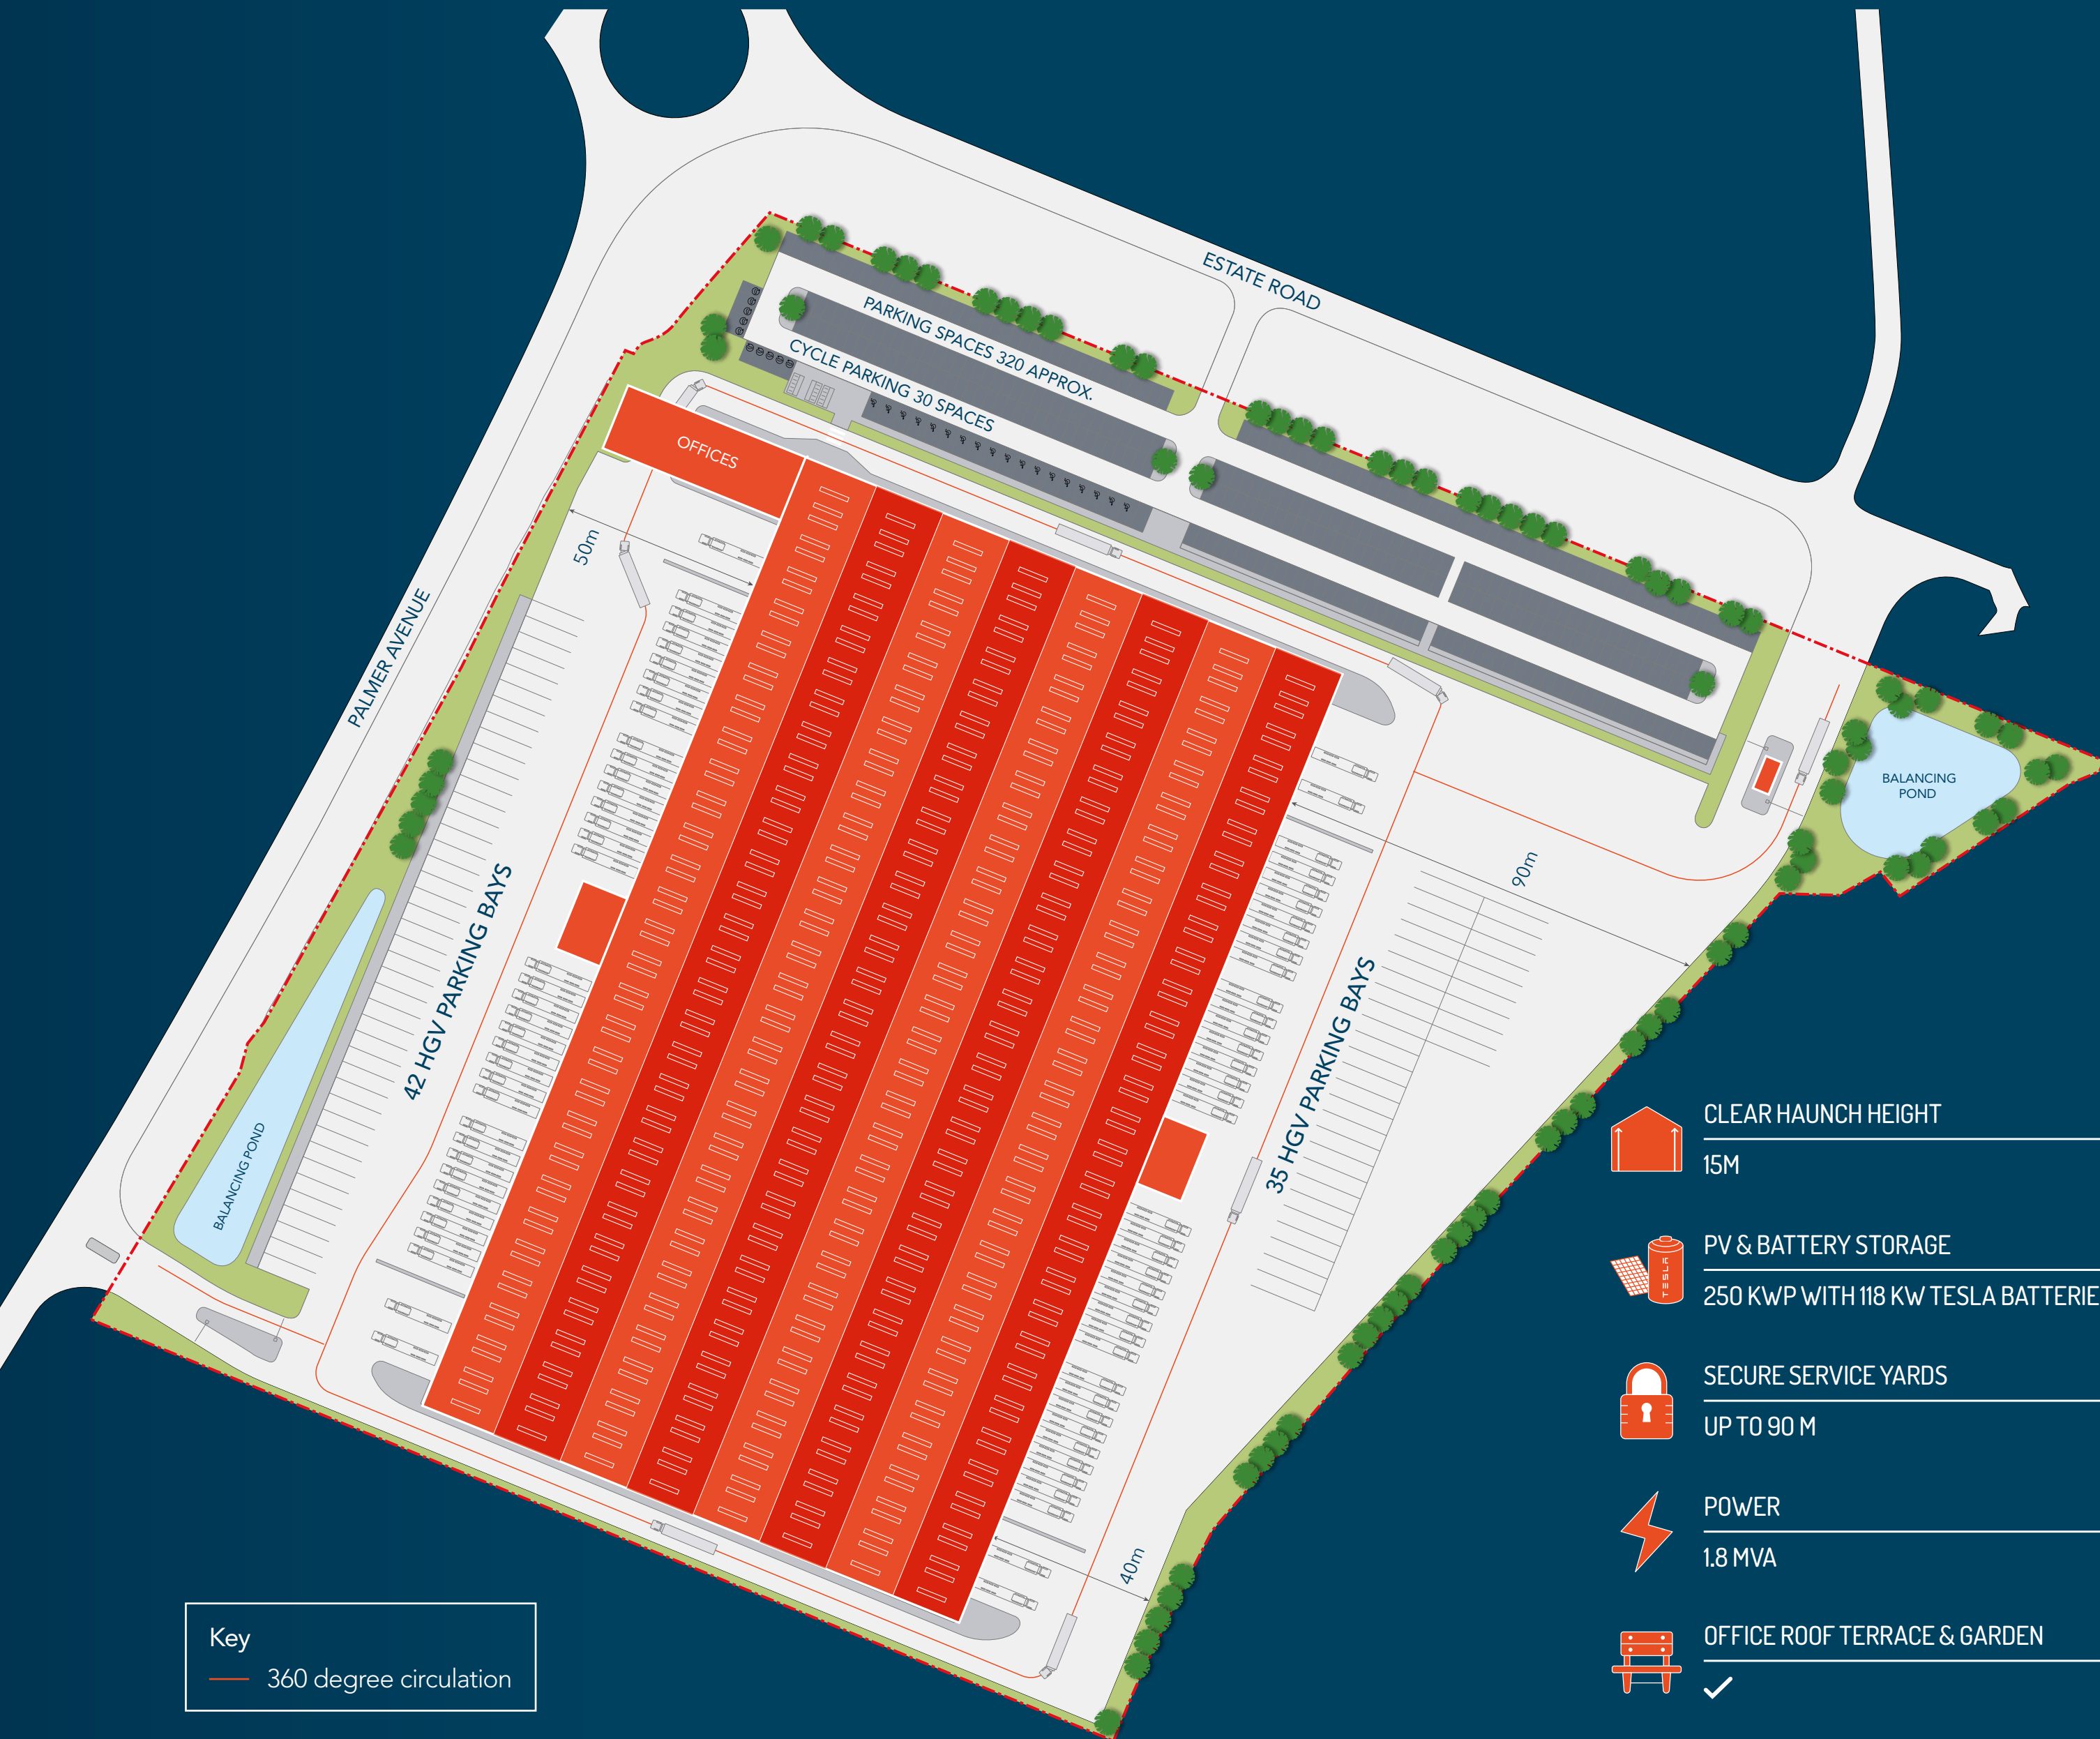 ESTATE ROAD
PARKING SPACES 320 APPROX.
CYCLE PARKING 30 SPACES
OFFICES
50m
PALMER AVENUE
BALANCING
POND
90m
42 HGV PARKING BAYS
35 HGV PARKING BAYS
BALANCING POND
40m
CLEAR HAUNCH HEIGHT
15M
TESLA
PV & BATTERY STORAGE
250 KWP WITH 118 KW TESLA BATTERIE
SECURE SERVICE YARDS
UP TO 90 M
POWER
1.8 MVA
OFFICE ROOF TERRACE & GARDEN
Key
360 degree circulation